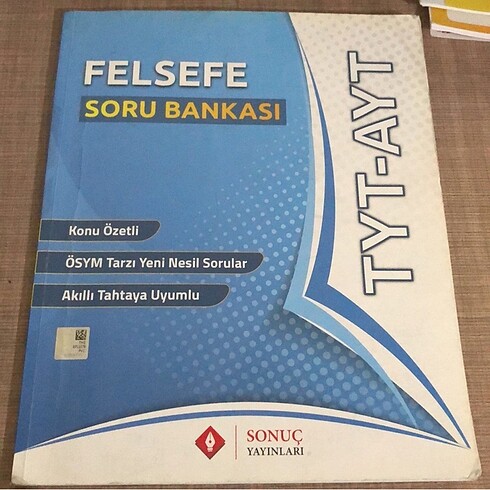 FELSEFE
SORU BANKASI
TYT-AYT
Konu Özetli
ÖSYM Tarzı Yeni Nesil Sorular
Akıllı Tahtaya Uyumlu
SONUÇ
YAYINLARI